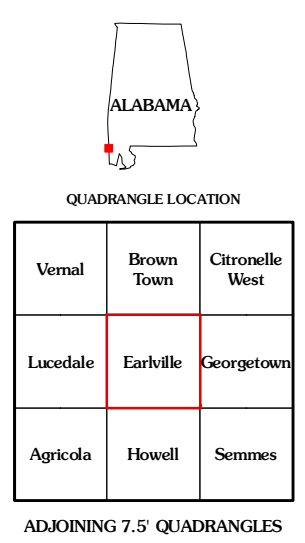 ALABAMA
QUADRANGLE LOCATION
Vernal
Brown
Town
Citronelle
West
Lucedale
Earlville
Georgetown
Agricola
Howell
Semmes
ADJOINING 7.5' QUADRANGLES